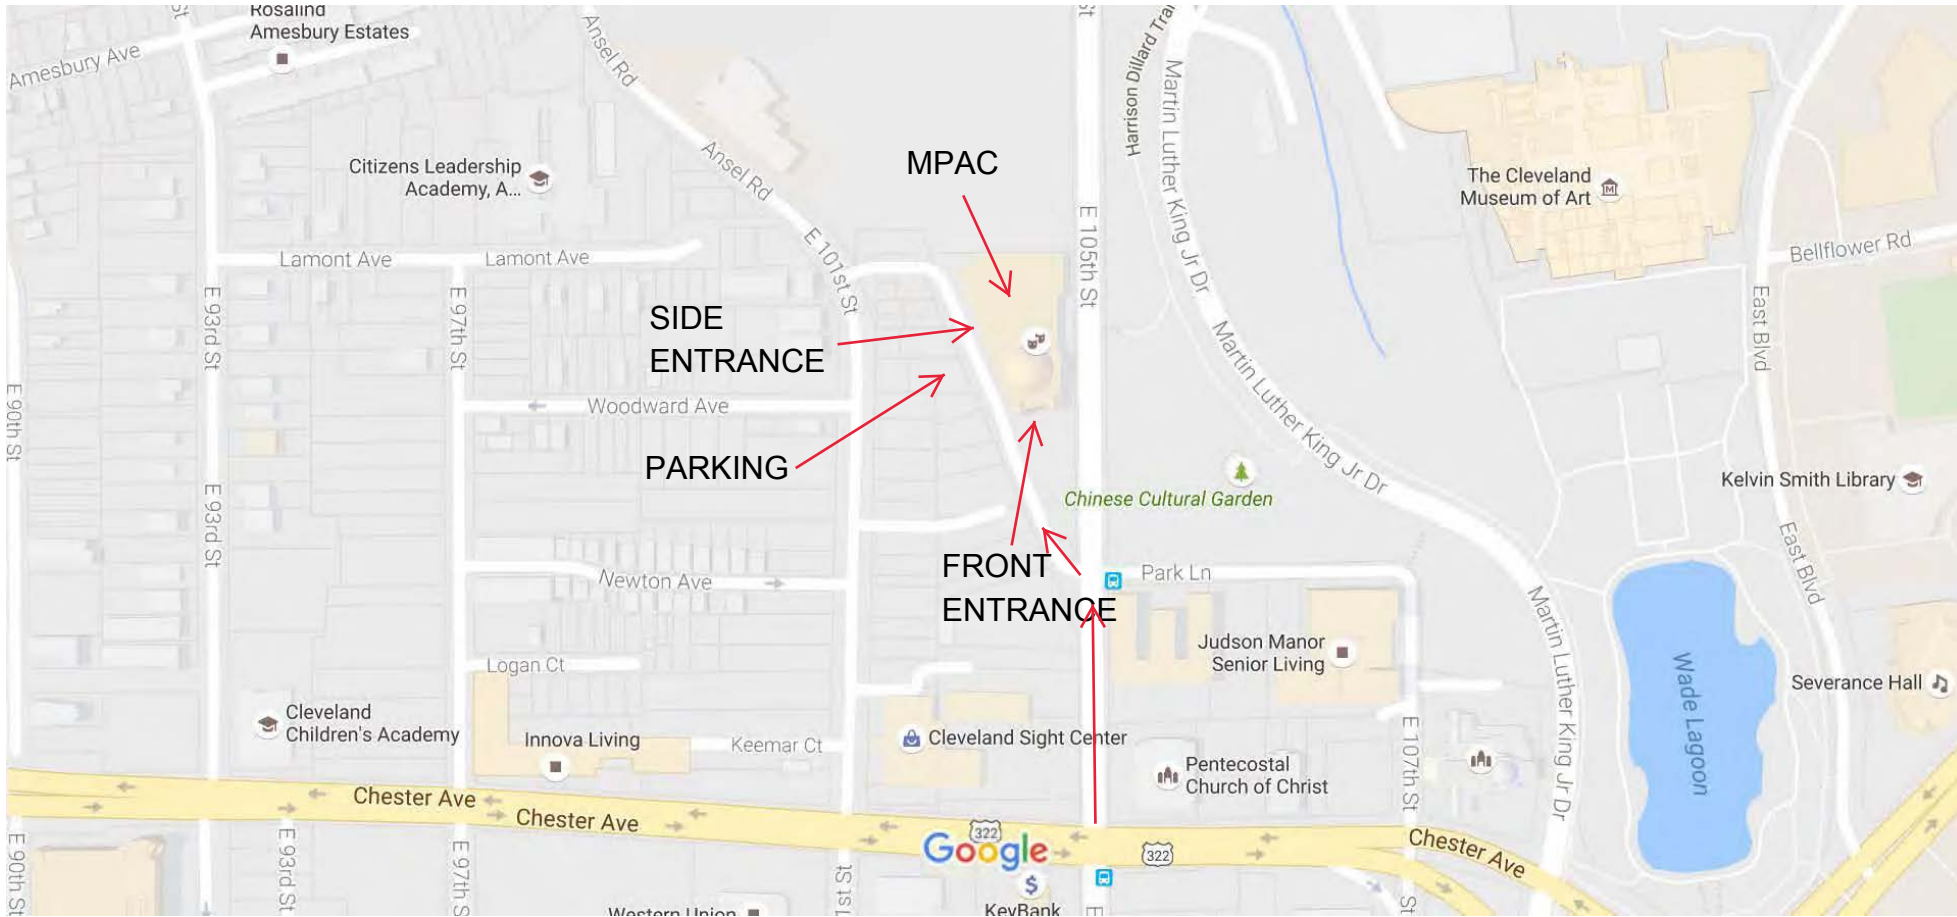 Rosalind
Amesbury Estates
Amesbury Ave
St
Ansel Rd
St
Harrison Dillard Trai
Martin Luther King Jr Dr
Citizens Leadership
Academy, A...
Ansel Rd
MPAC
The Cleveland
Museum of Art
Bellflower Rd
Lamont Ave
Lamont Ave
E 101st St
E 105th St
E 93rd St
E 97th St
SIDE
ENTRANCE
East Blvd
Martin Luther King Jr Dr
E 90th St
Woodward Ave
PARKING
Chinese Cultural Garden
Kelvin Smith Library
E 93rd St
FRONT
ENTRANCE
Newton Ave
Park Ln
East Blvd
Martin Luther King Jr Dr
Judson Manor
Senior Living
Logan Ct
Wade Lagoon
Severance Hall
Cleveland
Children's Academy
Innova Living
Keemar Ct
Cleveland Sight Center
E 107th St
Pentecostal
Church of Christ
Chester Ave
Chester Ave
322
Google
322
Chester Ave
E 90th St
E 93rd St
E 97th S
1st St
$
KeyBank
E
St
Western Union